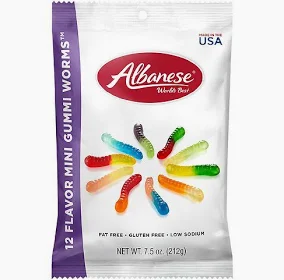 MADE IN THE
USA
Albanese®
World's Best
12 FLAVOR MINI GUMMI WORMS™
FAT FREE • GLUTEN FREE • LOW SODIUM
NET WT. 7.5 oz. (212g)